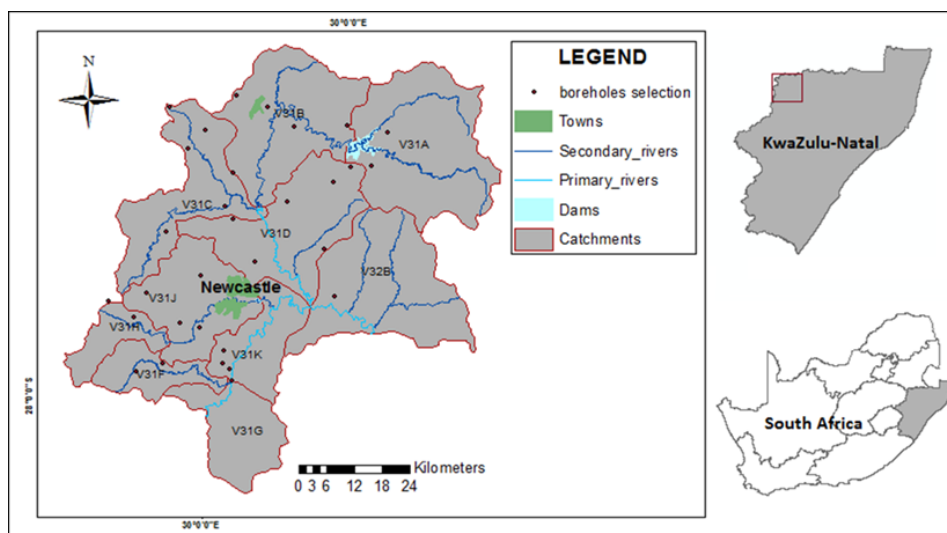 30°0'0"E
N
LEGEND
boreholes selection
Towns
Secondary_rivers
Primary_rivers
Dams
Catchments
V31B
V31A
V31C
V31D
V32B
Newcastle
V31J
V31H
V31K
V31F
V31G
Kilometers
0 3 6 12 18 24
28°0'0"S
30°0'0"E
KwaZulu-Natal
South Africa